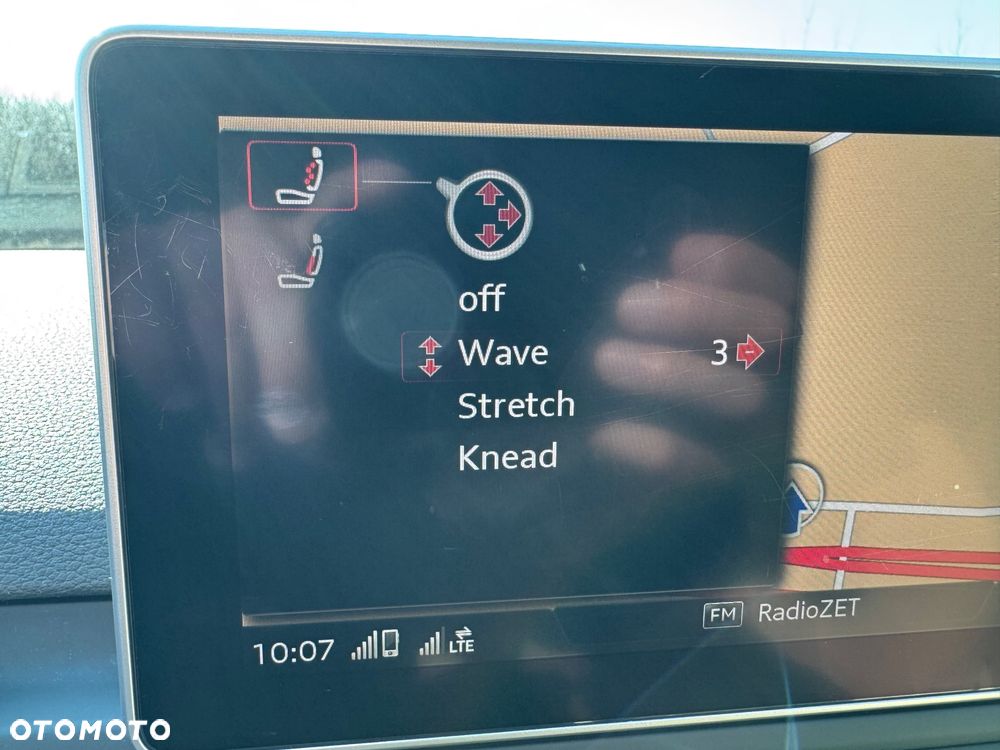 off
Wave 3
Stretch
Knead
FM RadioZET
10:07 LTE
OTOMOTO